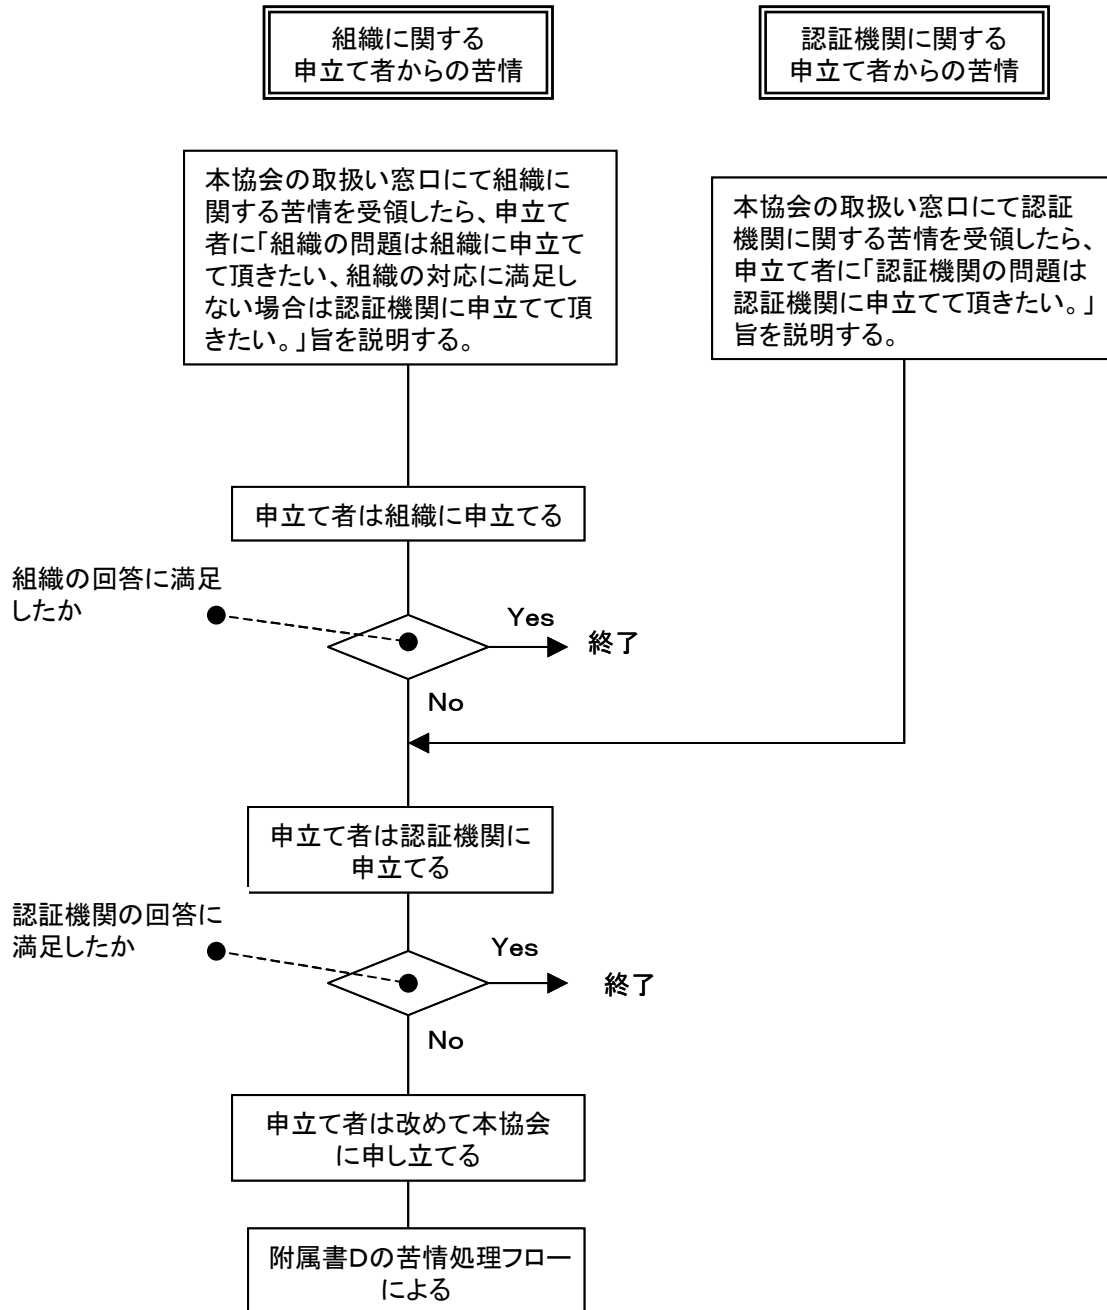 組織に関する
申立て者からの苦情
認証機関に関する
申立て者からの苦情
本協会の取扱い窓口にて組織に
関する苦情を受領したら、申立て
者に「組織の問題は組織に申立て
て頂きたい、組織の対応に満足し
ない場合は認証機関に申立てて頂
きたい。」旨を説明する。
本協会の取扱い窓口にて認証
機関に関する苦情を受領したら、
申立て者に「認証機関の問題は
認証機関に申立てて頂きたい。」
旨を説明する。
申立て者は組織に申立てる
組織の回答に満足
したか
Yes
終了
No
申立て者は認証機関に
申立てる
認証機関の回答に
満足したか
Yes
終了
No
申立て者は改めて本協会
に申し立てる
附属書Dの苦情処理フロー
による